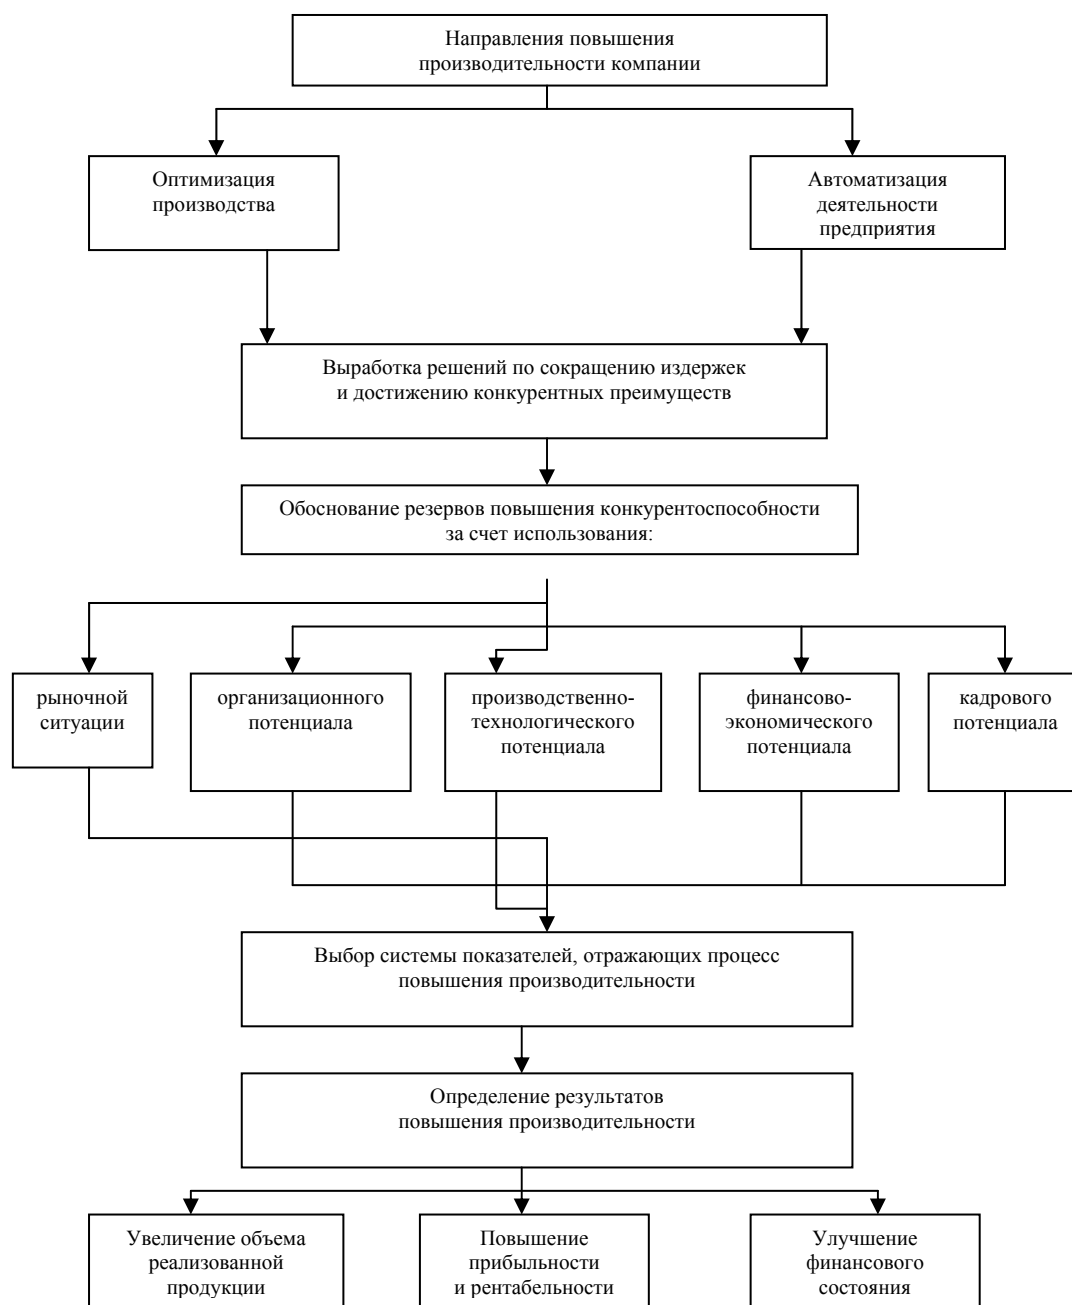 Направления повышения
производительности компании
Оптимизация
производства
Автоматизация
деятельности
предприятия
Выработка решений по сокращению издержек
и достижению конкурентных преимуществ
Обоснование резервов повышения конкурентоспособности
за счет использования:
рыночной
ситуации
организационного
потенциала
производственно-
технологического
потенциала
финансово-
экономического
потенциала
кадрового
потенциала
Выбор системы показателей, отражающих процесс
повышения производительности
Определение результатов
повышения производительности
Увеличение объема
реализованной
продукции
Повышение
прибыльности
и рентабельности
Улучшение
финансового
состояния